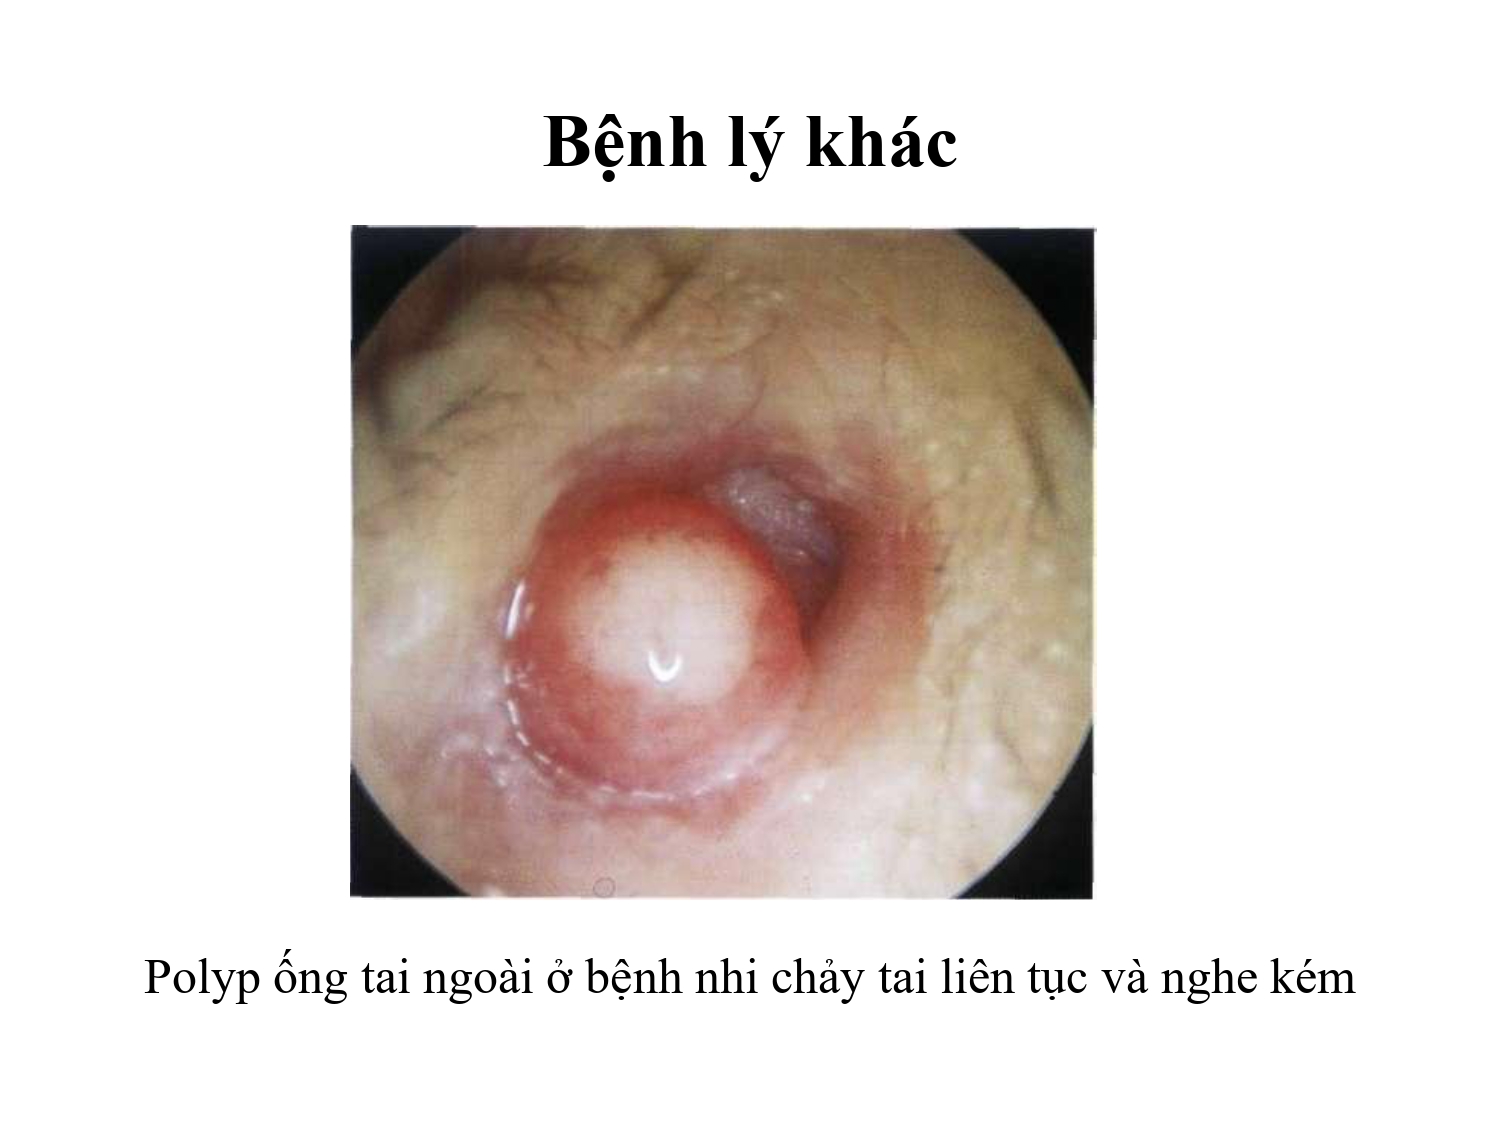 Bệnh lý khác
Polyp ống tai ngoài ở bệnh nhi chảy tai liên tục và nghe kém